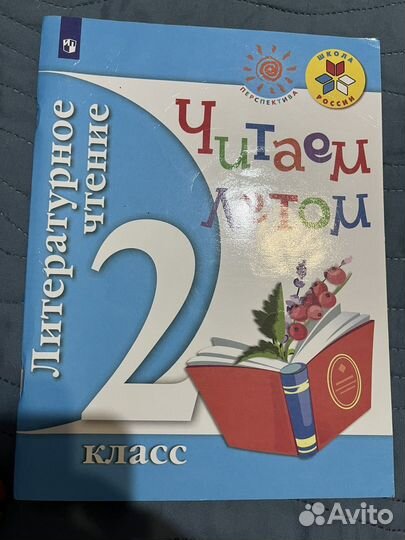 ПЕРСПЕКТИВА
ШКОЛА
РОССИИ
Читаем
летом
Литературное
чтение
2
класс
Avito